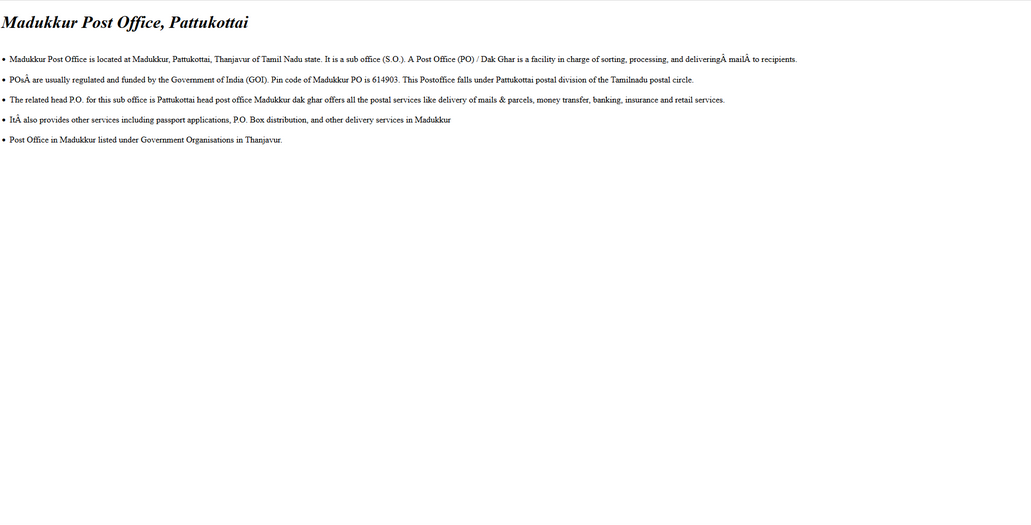 Madukkur Post Office, Pattukottai
• Madukkur Post Office is located at Madukkur, Pattukottai, Thanjavur of Tamil Nadu state. It is a sub office (S.O.). A Post Office (PO) / Dak Ghar is a facility in charge of sorting, processing, and deliveringÂ mailÂ to recipients.
• POsÂ are usually regulated and funded by the Government of India (GOI). Pin code of Madukkur PO is 614903. This Postoffice falls under Pattukottai postal division of the Tamilnadu postal circle.
• The related head P.O. for this sub office is Pattukottai head post office Madukkur dak ghar offers all the postal services like delivery of mails & parcels, money transfer, banking, insurance and retail services.
• ItÂ also provides other services including passport applications, P.O. Box distribution, and other delivery services in Madukkur
• Post Office in Madukkur listed under Government Organisations in Thanjavur.